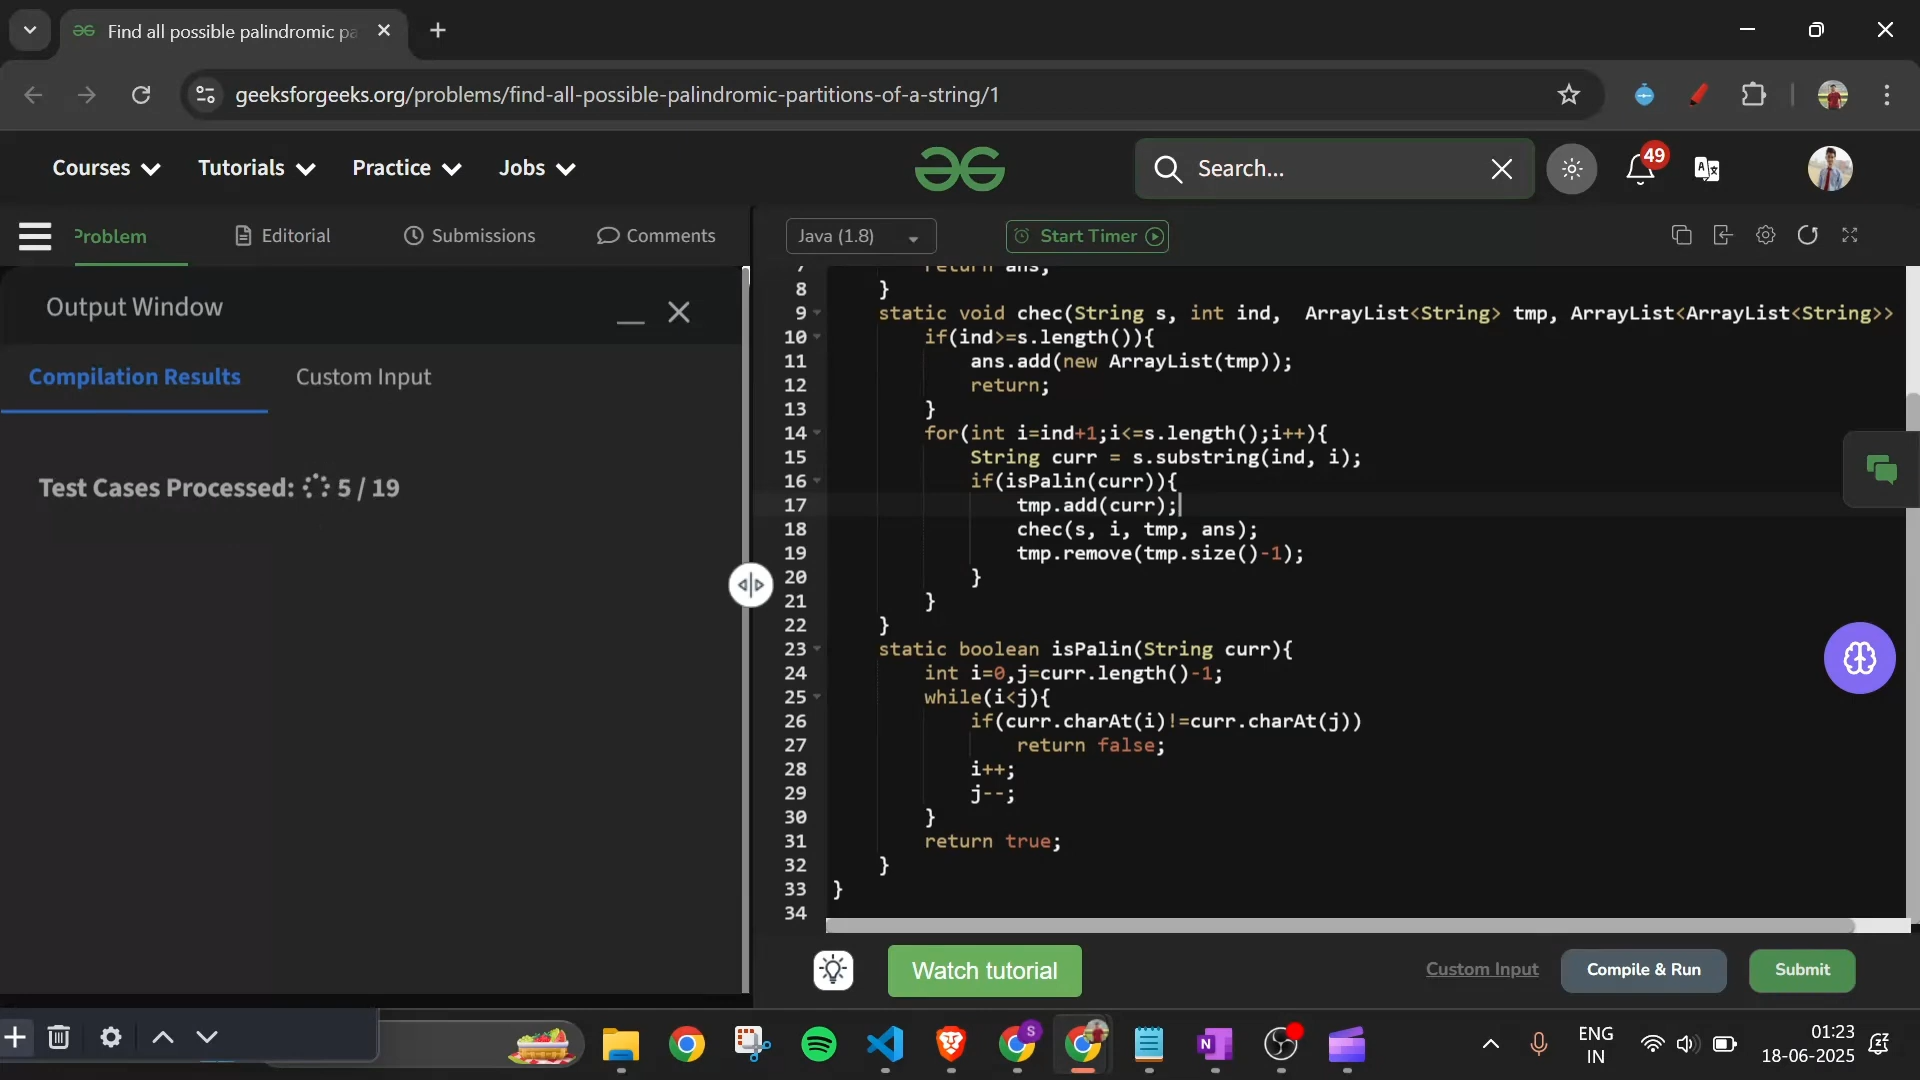 Find all possible palindromic pa
geeksforgeeks.org/problems/find-all-possible-palindromic-partitions-of-a-string/1
Courses
Tutorials
Practice
Jobs
Search...
49
Problem
Editorial
Submissions
Comments
Java (1.8)
Start Timer
Output Window
Compilation Results
Custom Input
Test Cases Processed: 5 / 19
7 return ans;
8 }
9 static void chec(String s, int ind,  ArrayList<String> tmp, ArrayList<ArrayList<String>>
10 if(ind>=s.length()){
11 ans.add(new ArrayList(tmp));
12 return;
13 }
14 for(int i=ind+1;i<=s.length();i++){
15 String curr = s.substring(ind, i);
16 if(isPalin(curr)){
17 tmp.add(curr);
18 chec(s, i, tmp, ans);
19 tmp.remove(tmp.size()-1);
20 }
21 }
22 }
23 static boolean isPalin(String curr){
24 int i=0,j=curr.length()-1;
25 while(i<j){
26 if(curr.charAt(i)!=curr.charAt(j))
27 return false;
28 i++;
29 j--;
30 }
31 return true;
32 }
33 }
34
Watch tutorial
Custom Input
Compile & Run
Submit
S
N
ENG
IN
01:23
18-06-2025